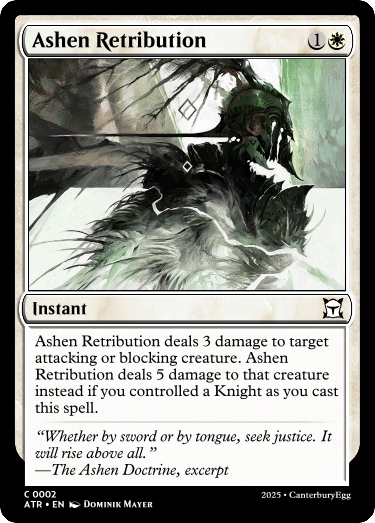 Ashen Retribution 1
Instant
Ashen Retribution deals 3 damage to target
attacking or blocking creature. Ashen
Retribution deals 5 damage to that creature
instead if you controlled a Knight as you cast
this spell.
“Whether by sword or by tongue, seek justice. It
will rise above all.”
—The Ashen Doctrine, excerpt
C 0002
ATR • EN Dominik Mayer 2025 • CanterburyEgg